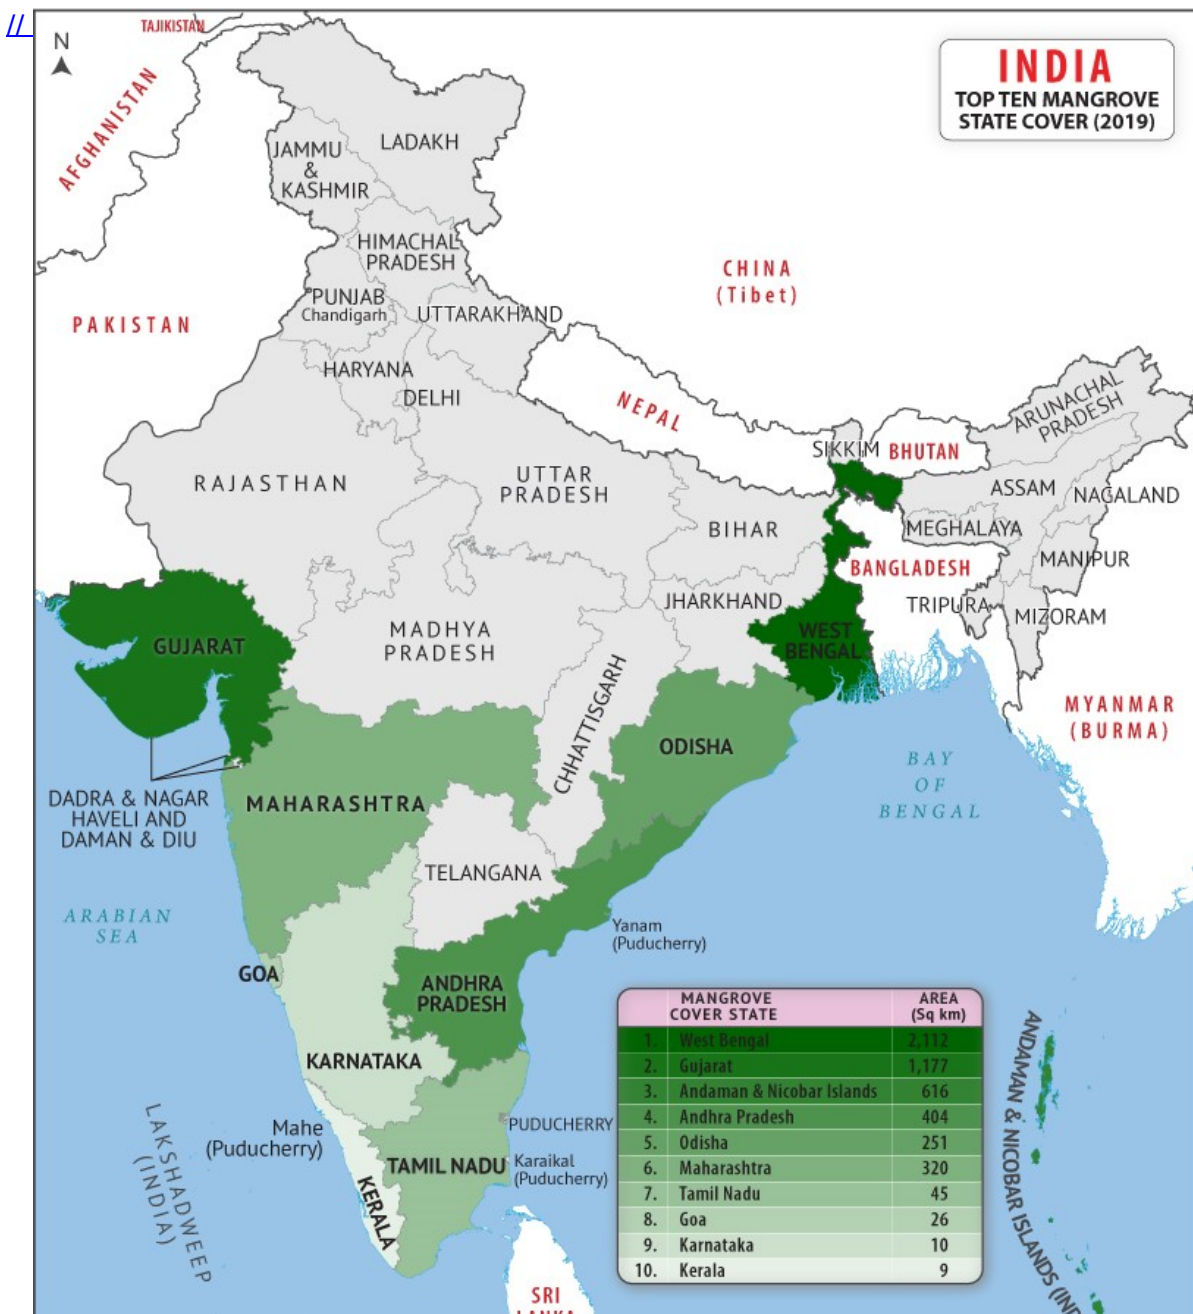 //
N
TAJIKISTAN
AFGHANISTAN
INDIA
TOP TEN MANGROVE
STATE COVER (2019)
LADAKH
JAMMU
&
KASHMIR
HIMACHAL
PRADESH
CHINA
(Tibet)
PUNJAB
Chandigarh
UTTARAKHAND
PAKISTAN
HARYANA
DELHI
NEPAL
ARUNACHAL
PRADESH
SIKKIM
BHUTAN
RAJASTHAN
UTTAR
PRADESH
ASSAM
NAGALAND
BIHAR
MEGHALAYA
MANIPUR
BANGLADESH
JHARKHAND
TRIPURA
MIZORAM
GUJARAT
MADHYA
PRADESH
WEST
BENGAL
CHHATTISGARH
MYANMAR
(BURMA)
ODISHA
BAY
OF
BENGAL
DADRA & NAGAR
HAVELI AND
DAMAN & DIU
MAHARASHTRA
TELANGANA
ARABIAN
SEA
Yanam
(Puducherry)
GOA
ANDHRA
PRADESH
KARNATAKA
MANGROVE
COVER STATE
AREA
(Sq km)
1. West Bengal 2,112
2. Gujarat 1,177
3. Andaman & Nicobar Islands 616
4. Andhra Pradesh 404
5. Odisha 251
6. Maharashtra 320
7. Tamil Nadu 45
8. Goa 26
9. Karnataka 10
10. Kerala 9
ANDAMAN & NICOBAR ISLANDS
LAKSHADWEEP
(INDIA)
Mahe
(Puducherry)
PUDUCHERRY
TAMIL NADU
Karaikal
(Puducherry)
KERALA
SRI
LANKA